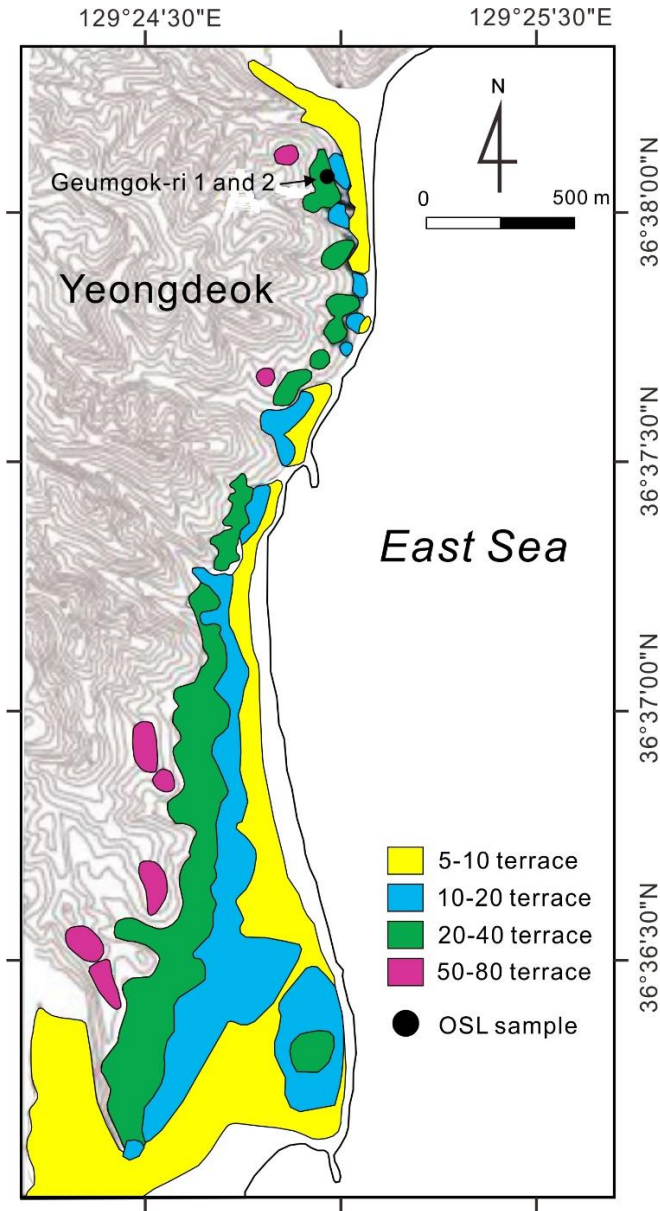 129°24'30"E
129°25'30"E
N
Geumgok-ri 1 and 2
0
500 m
36°38'00"N
Yeongdeok
36°37'30"N
East Sea
36°37'00"N
5-10 terrace
10-20 terrace
20-40 terrace
36°36'30"N
50-80 terrace
OSL sample